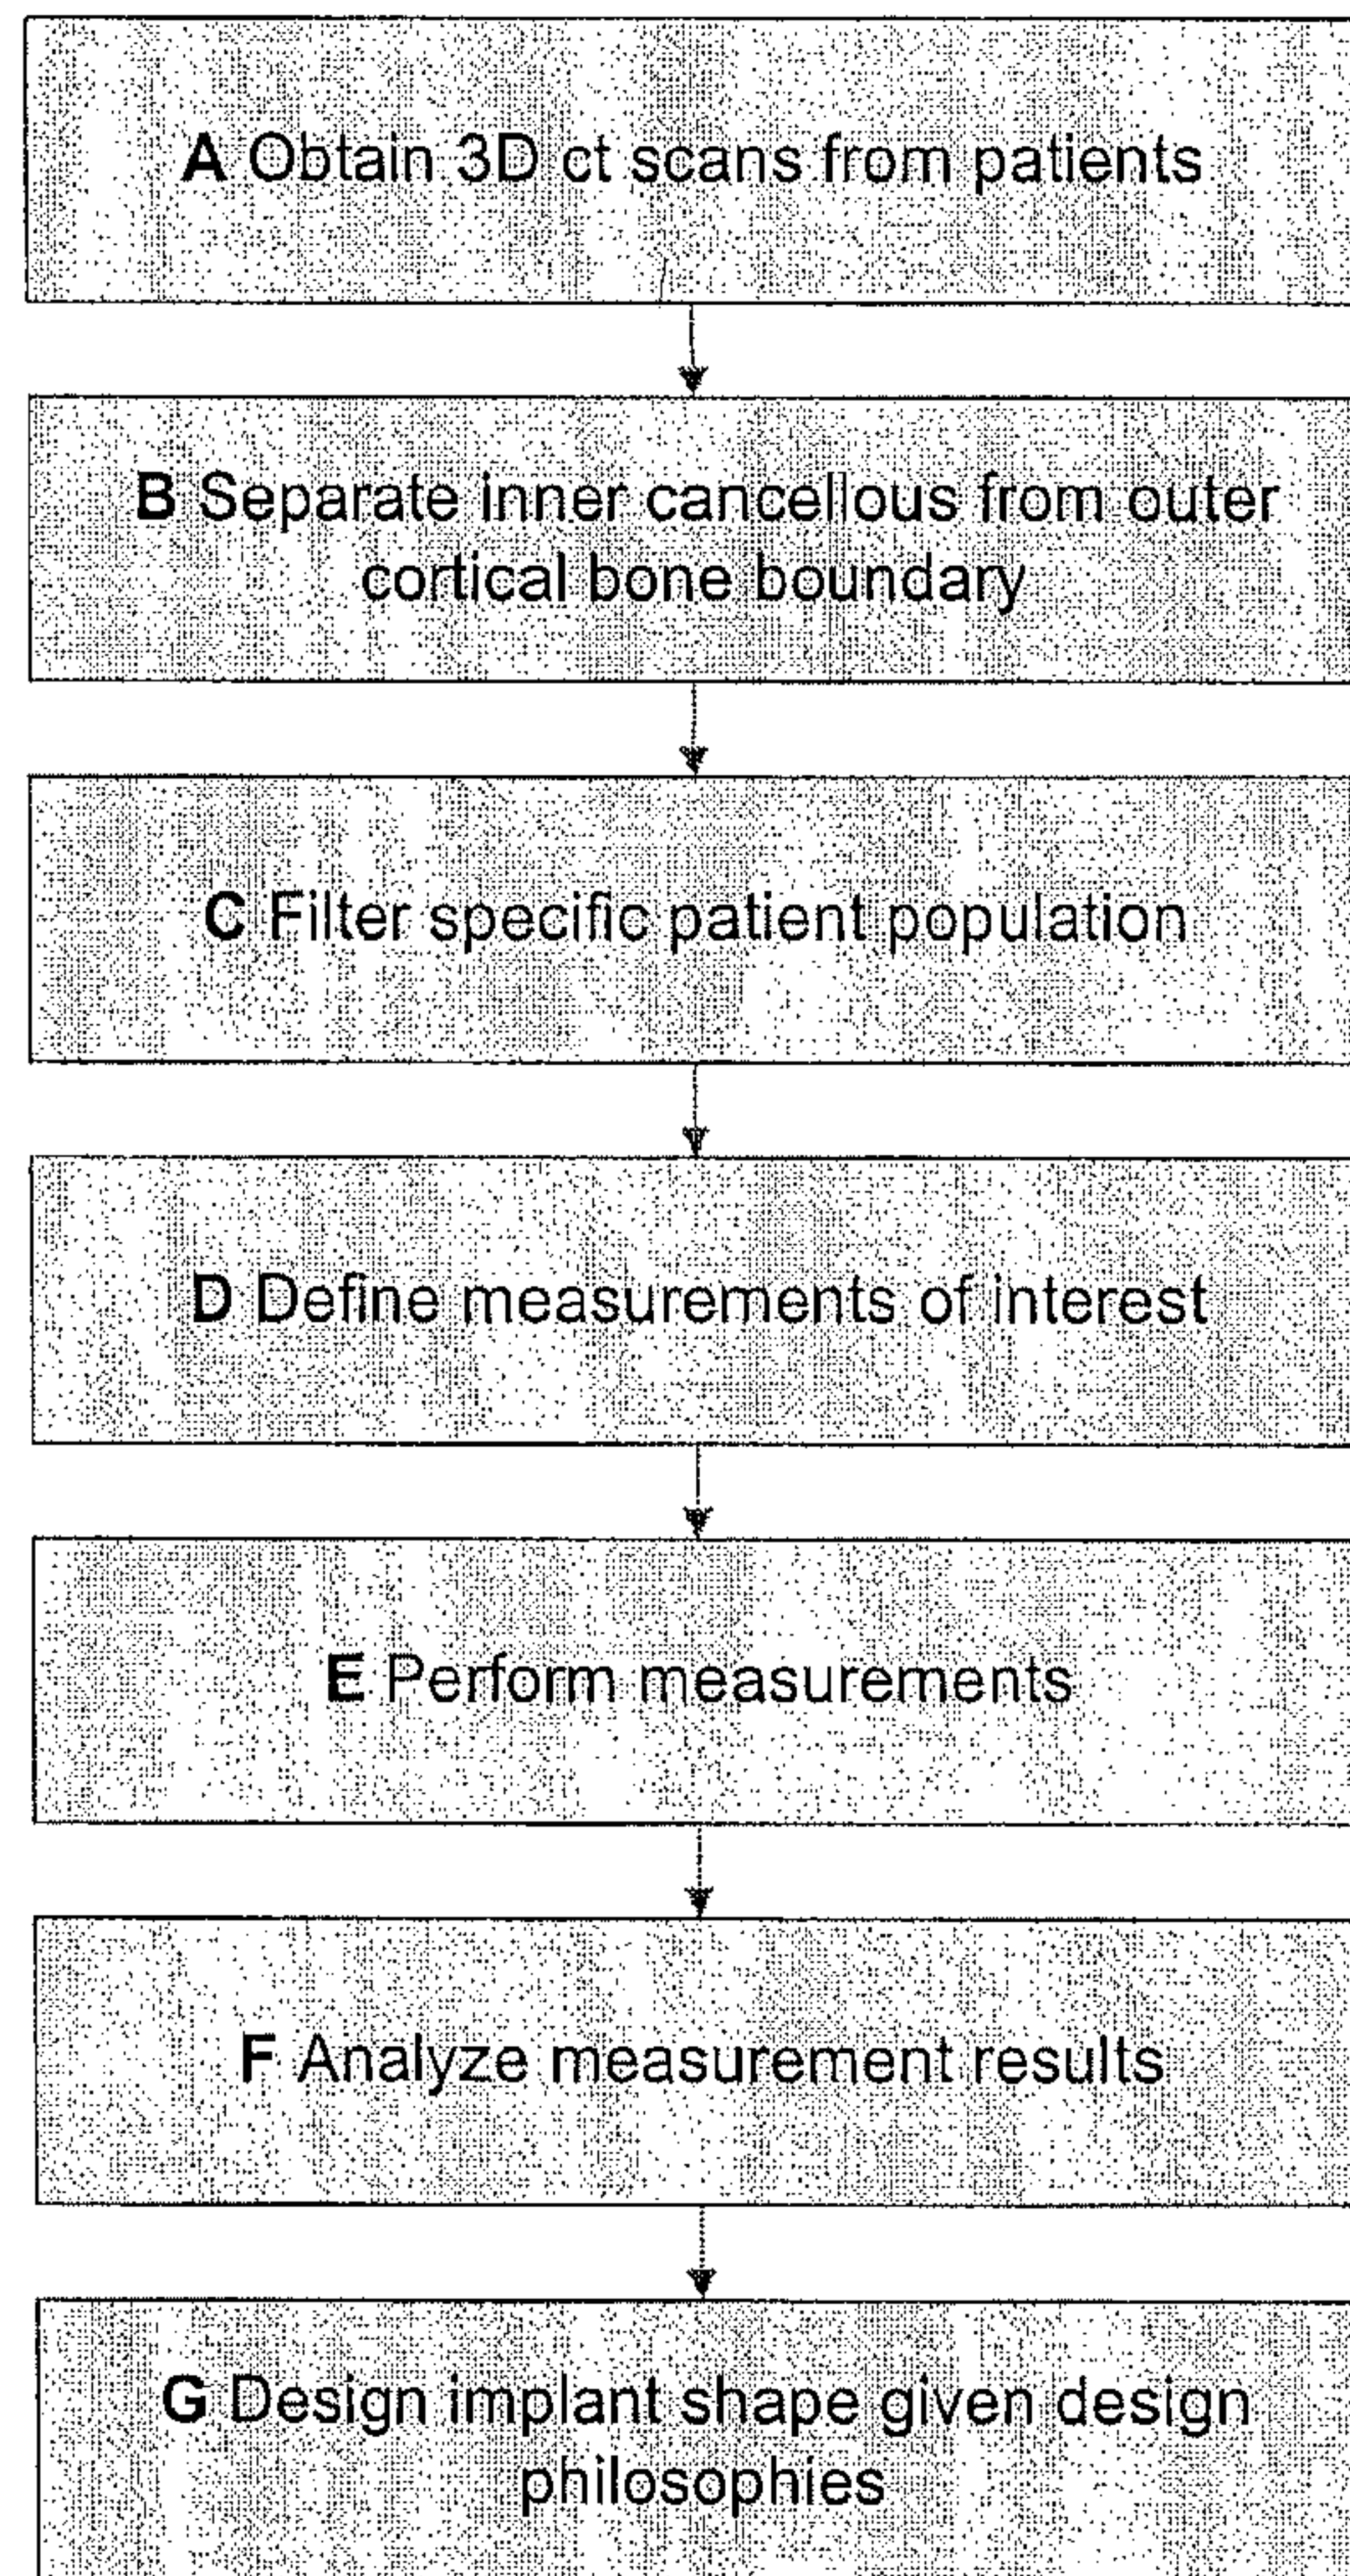 A Obtain 3D ct scans from patients
B Separate inner cancellous from outer
cortical bone boundary
C Filter specific patient population
D Define measurements of interest
E Perform measurements
F Analyze measurement results
G Design implant shape given design
philosophies